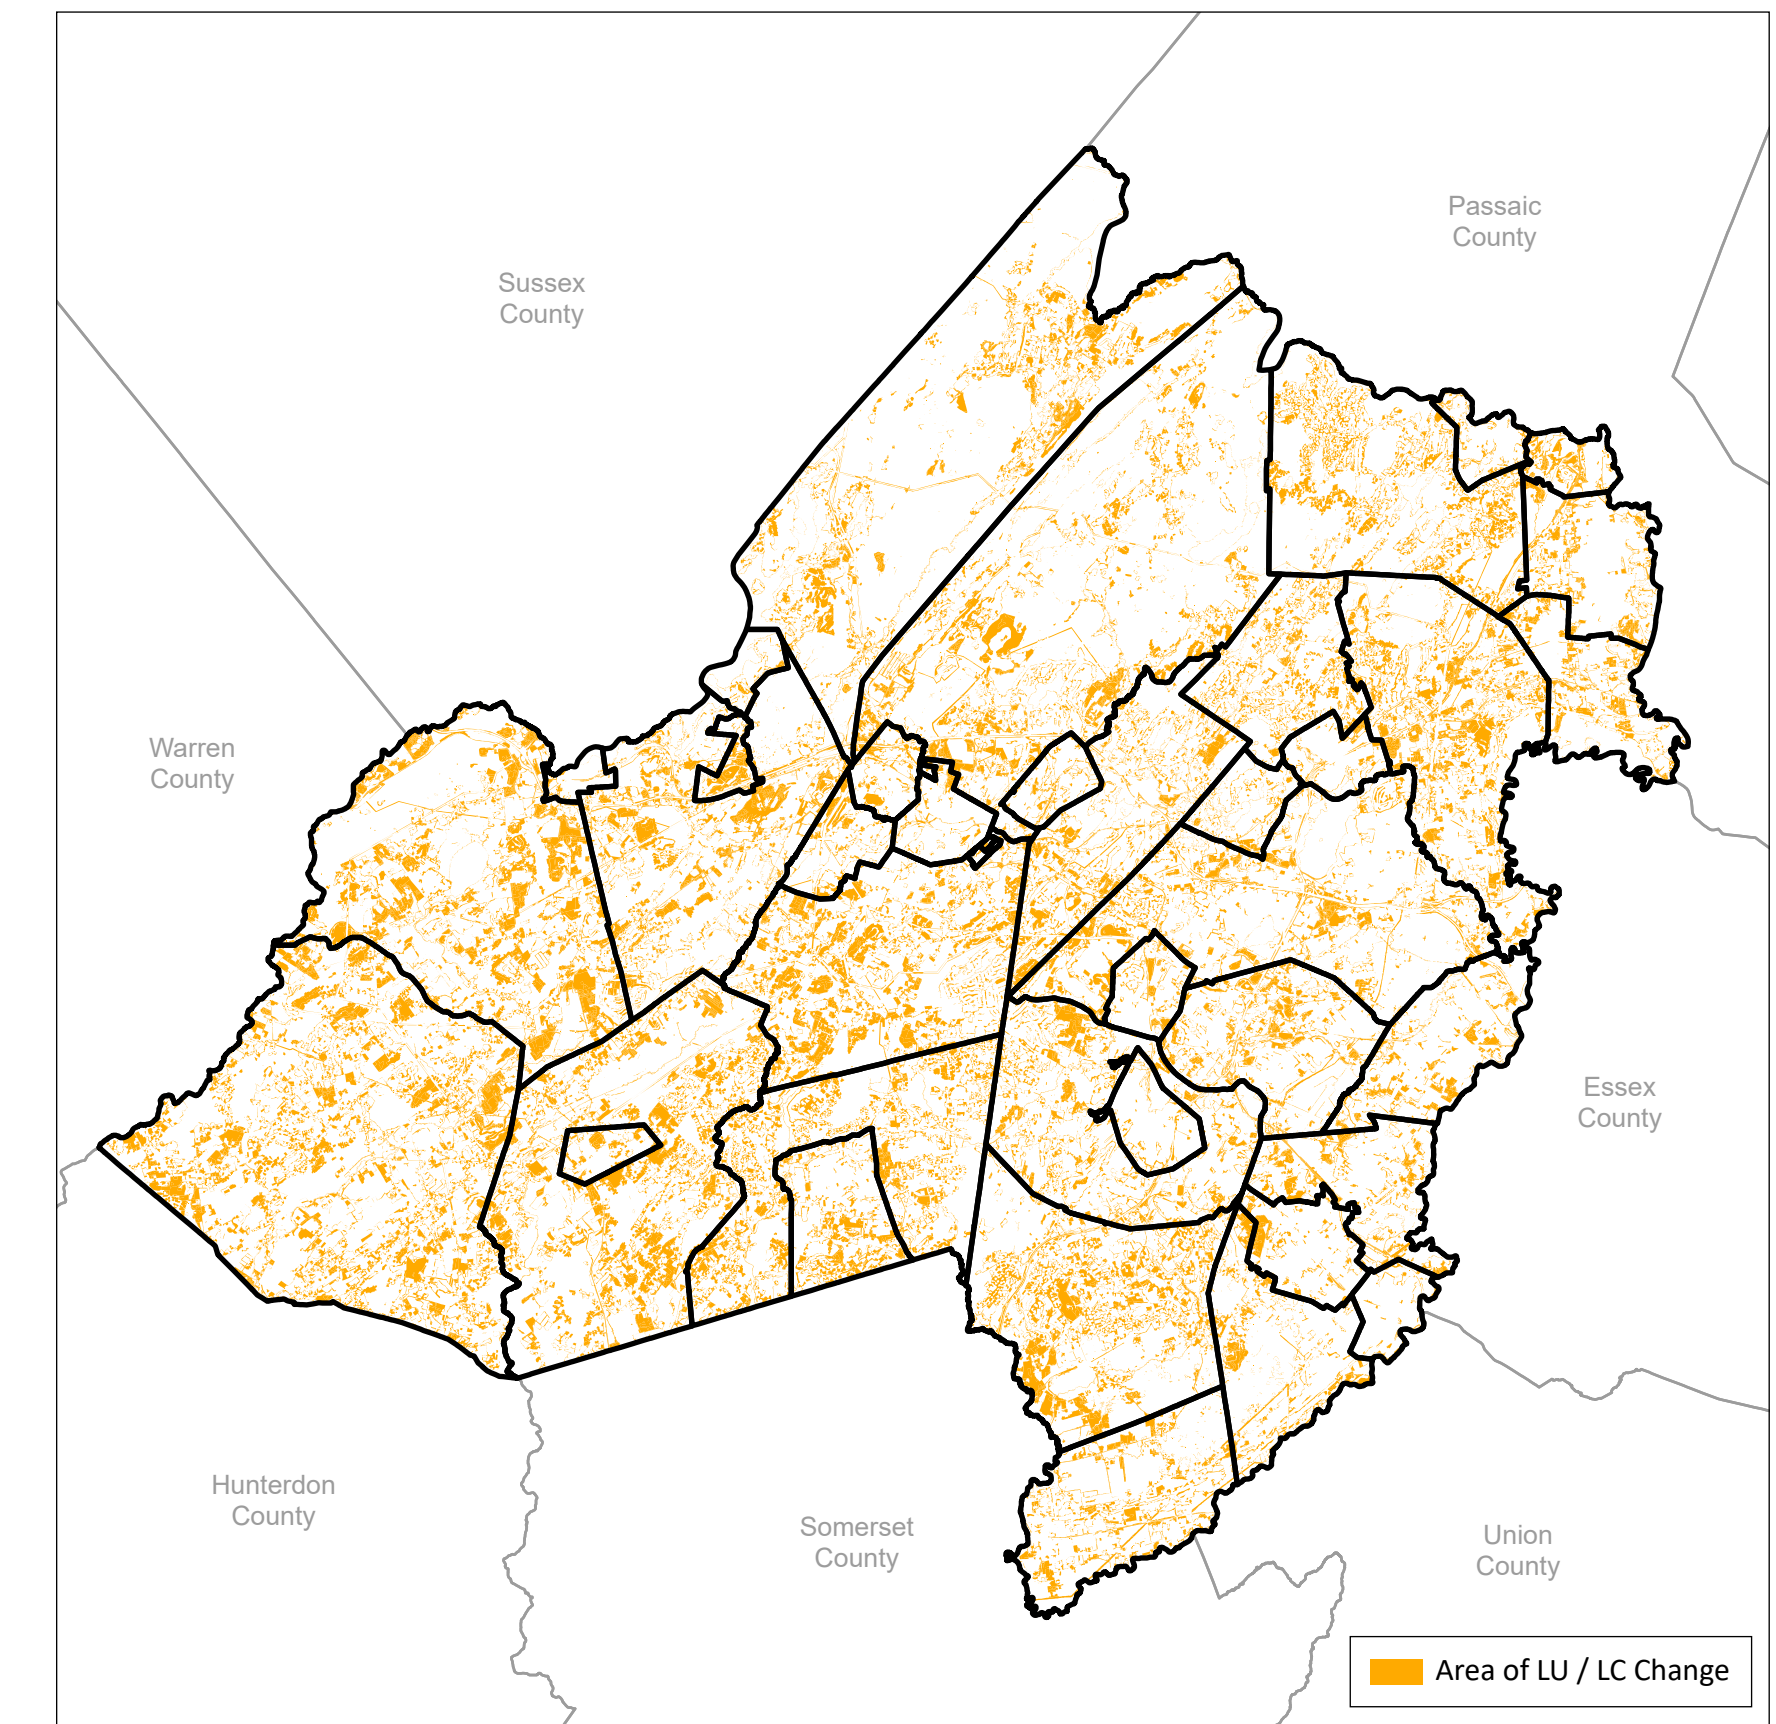 Passaic
County
Sussex
County
Warren
County
Essex
County
Hunterdon
County
Somerset
County
Union
County
Area of LU / LC Change